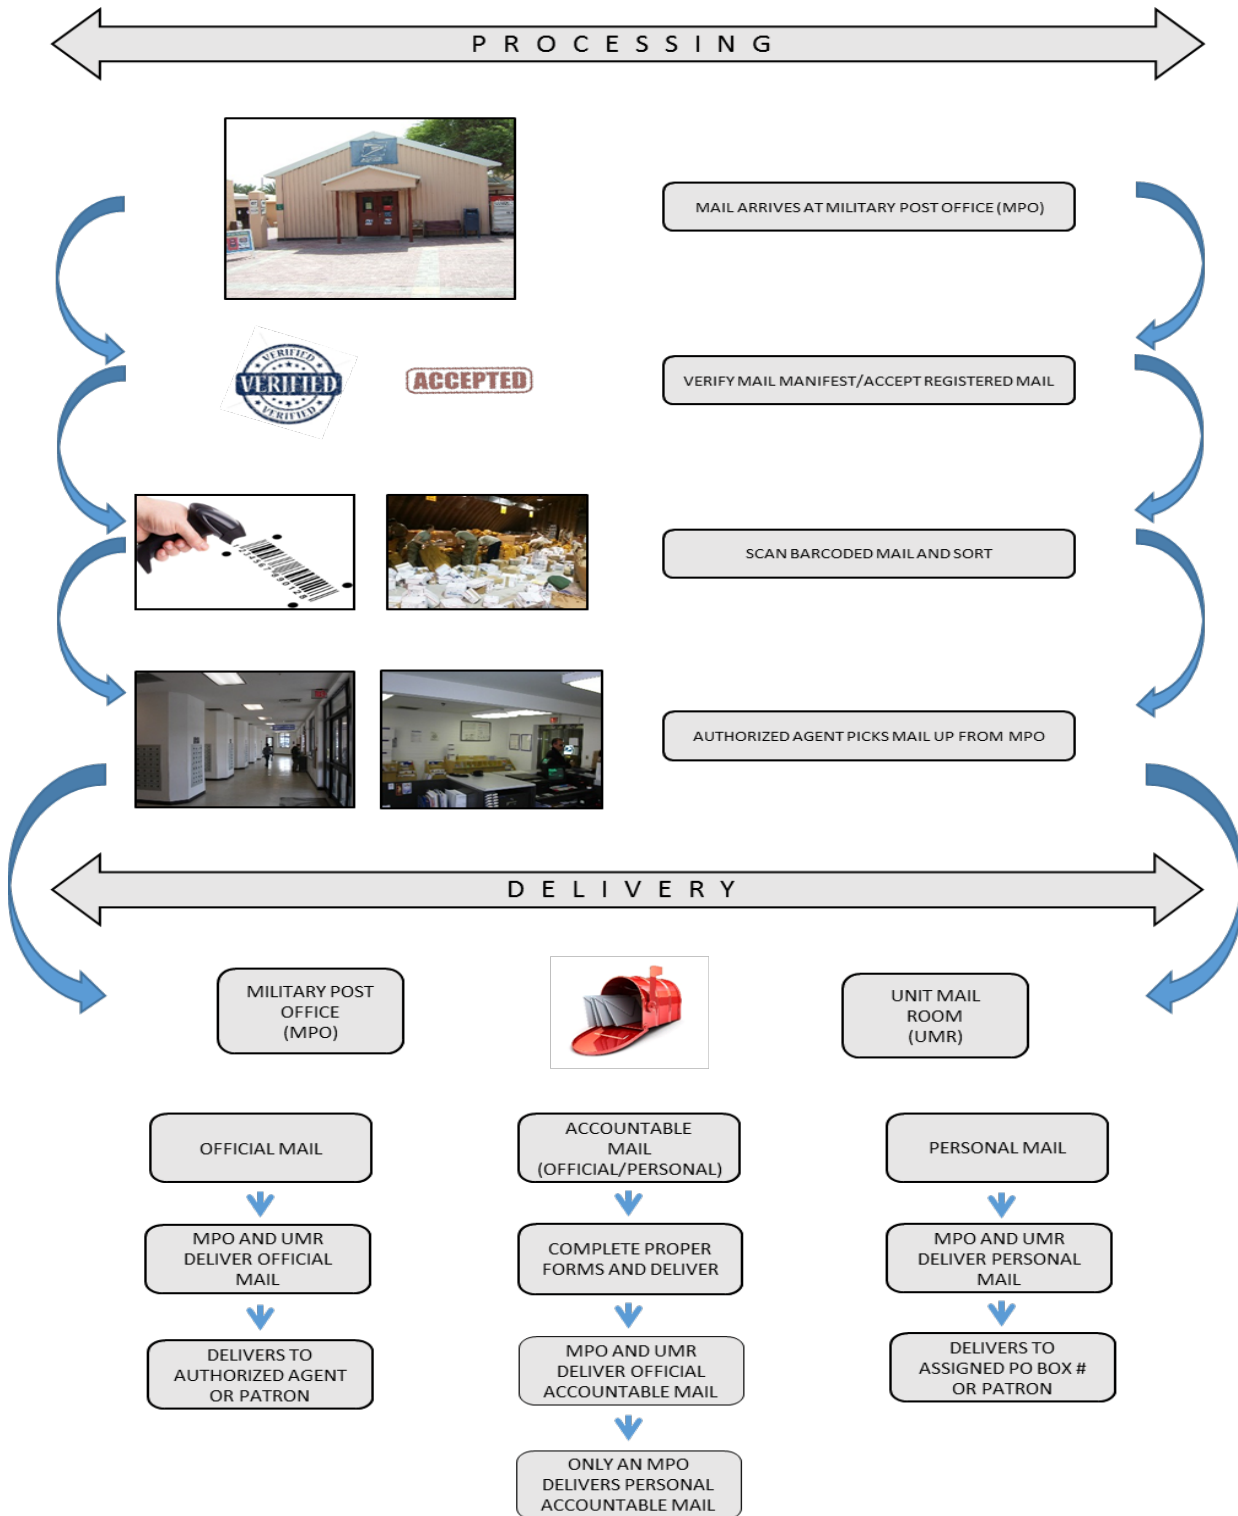 PROCESSING
MAIL ARRIVES AT MILITARY POST OFFICE (MPO)
VERIFIED
VERIFIED
VERIFIED
ACCEPTED
VERIFY MAIL MANIFEST/ACCEPT REGISTERED MAIL
SCAN BARCODED MAIL AND SORT
AUTHORIZED AGENT PICKS MAIL UP FROM MPO
DELIVERY
MILITARY POST
OFFICE
(MPO)
UNIT MAIL
ROOM
(UMR)
OFFICIAL MAIL
MPO AND UMR
DELIVER OFFICIAL
MAIL
DELIVERS TO
AUTHORIZED AGENT
OR PATRON
ACCOUNTABLE
MAIL
(OFFICIAL/PERSONAL)
COMPLETE PROPER
FORMS AND DELIVER
MPO AND UMR
DELIVER OFFICIAL
ACCOUNTABLE MAIL
ONLY AN MPO
DELIVERS PERSONAL
ACCOUNTABLE MAIL
PERSONAL MAIL
MPO AND UMR
DELIVER PERSONAL
MAIL
DELIVERS TO
ASSIGNED PO BOX #
OR PATRON